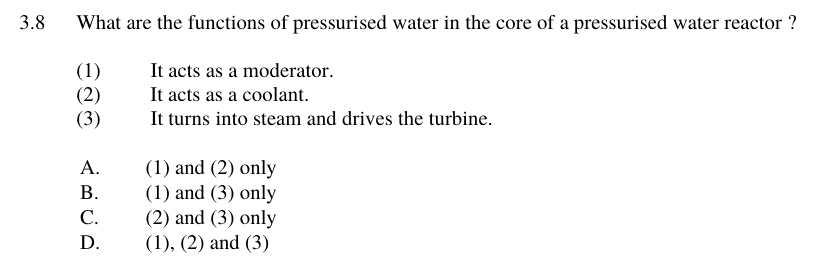 3.8 What are the functions of pressurised water in the core of a pressurised water reactor ?
(1) It acts as a moderator.
(2) It acts as a coolant.
(3) It turns into steam and drives the turbine.
A. (1) and (2) only
B. (1) and (3) only
C. (2) and (3) only
D. (1), (2) and (3)